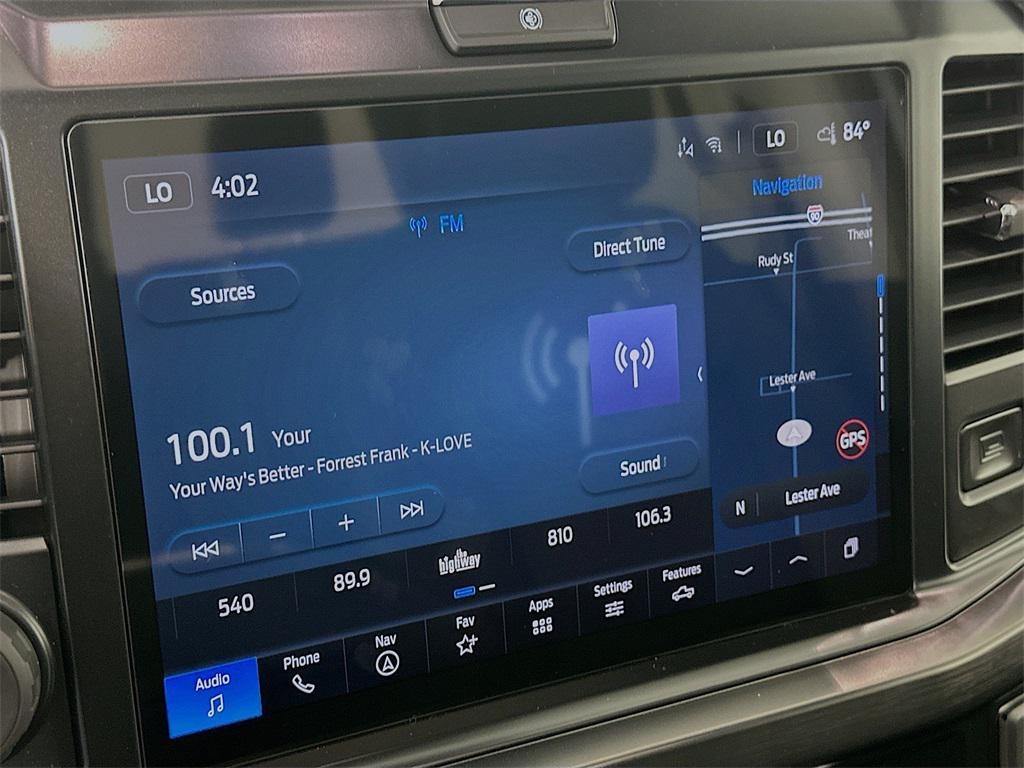 LO 4:02
LO 84°
FM
Navigation
90
Sources
Direct Tune
Rudy St
Theat
Lester Ave
100.1 Your
Your Way's Better - Forrest Frank - K-LOVE
Sound
GPS
N Lester Ave
540 89.9 the highway 810 106.3
Audio Phone Nav Fav Apps Settings Features